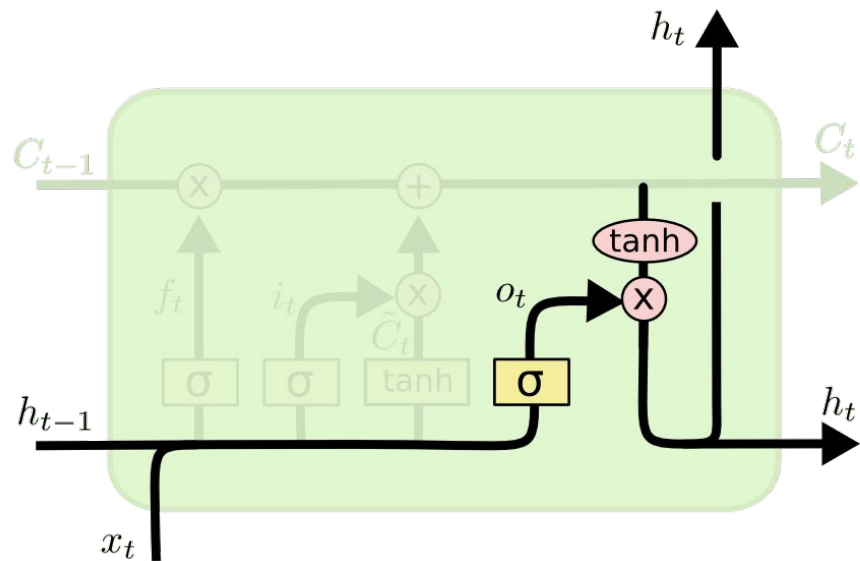 h_t
C_{t-1}
C_t
x
+
tanh
f_t
i_t
x
o_t
x
C̃_t
σ
σ
tanh
σ
h_{t-1}
h_t
x_t